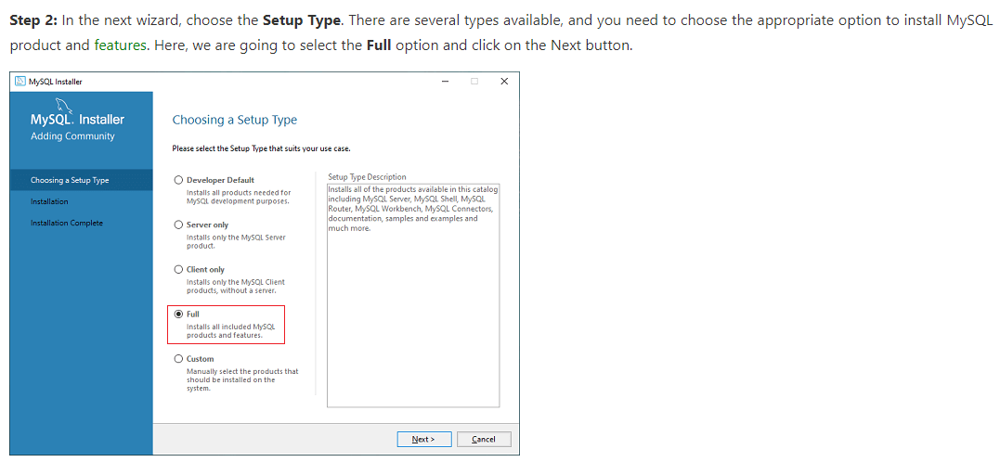 Step 2: In the next wizard, choose the Setup Type. There are several types available, and you need to choose the appropriate option to install MySQL
product and features. Here, we are going to select the Full option and click on the Next button.
MySQL Installer
MySQL. Installer
Adding Community
Choosing a Setup Type
Installation
Installation Complete
Choosing a Setup Type
Please select the Setup Type that suits your use case.
Developer Default
Installs all products needed for
MySQL development purposes.
Server only
Installs only the MySQL Server
product.
Client only
Installs only the MySQL Client
products, without a server.
Full
Installs all included MySQL
products and features.
Custom
Manually select the products that
should be installed on the
system.
Setup Type Description
Installs all of the products available in this catalog
including MySQL Server, MySQL Shell, MySQL
Router, MySQL Workbench, MySQL Connectors,
documentation, samples and examples and
much more.
Next >
Cancel